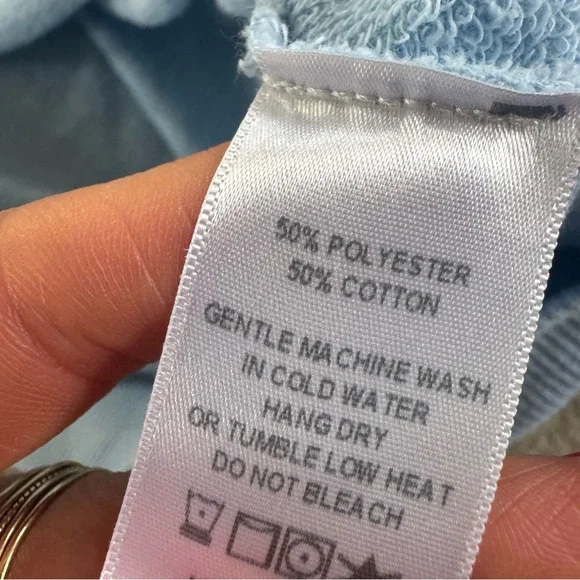 50% POLYESTER
50% COTTON
GENTLE MACHINE WASH
IN COLD WATER
HANG DRY
OR TUMBLE LOW HEAT
DO NOT BLEACH